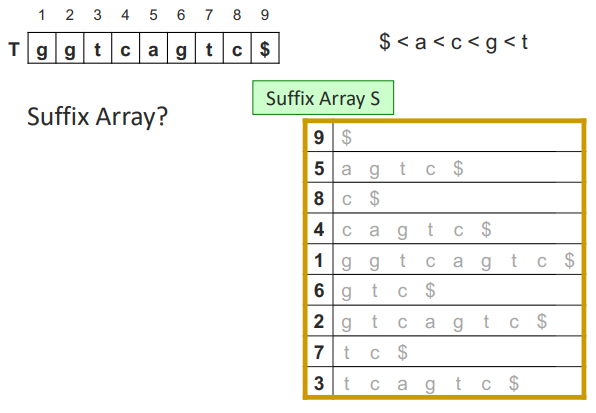 1 2 3 4 5 6 7 8 9
T g g t c a g t c $
$ < a < c < g < t
Suffix Array S
Suffix Array?
9 $
5 a g t c $
8 c $
4 c a g t c $
1 g g t c a g t c $
6 g t c $
2 g t c a g t c $
7 t c $
3 t c a g t c $